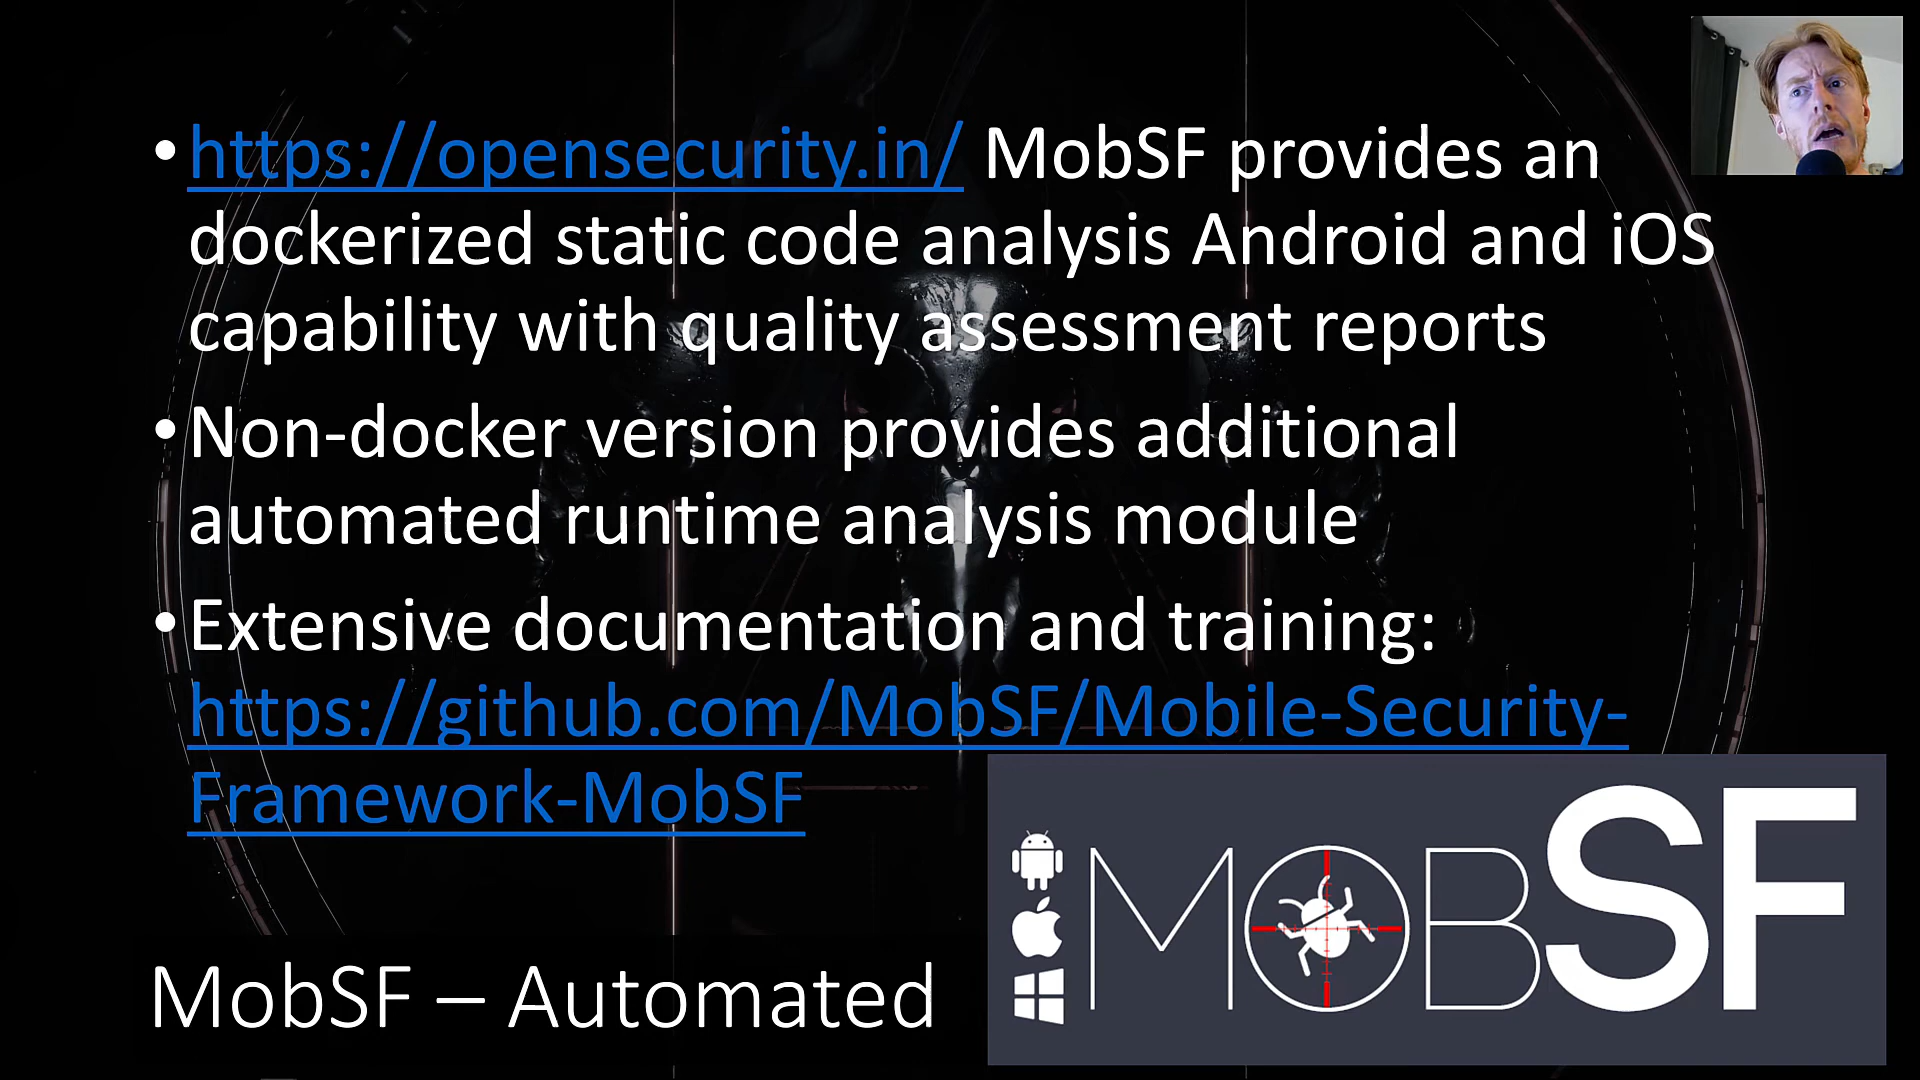 • https://opensecurity.in/ MobSF provides an
dockerized static code analysis Android and iOS
capability with quality assessment reports
• Non-docker version provides additional
automated runtime analysis module
• Extensive documentation and training:
https://github.com/MobSF/Mobile-Security-
Framework-MobSF
MobSF – Automated
MOBSF